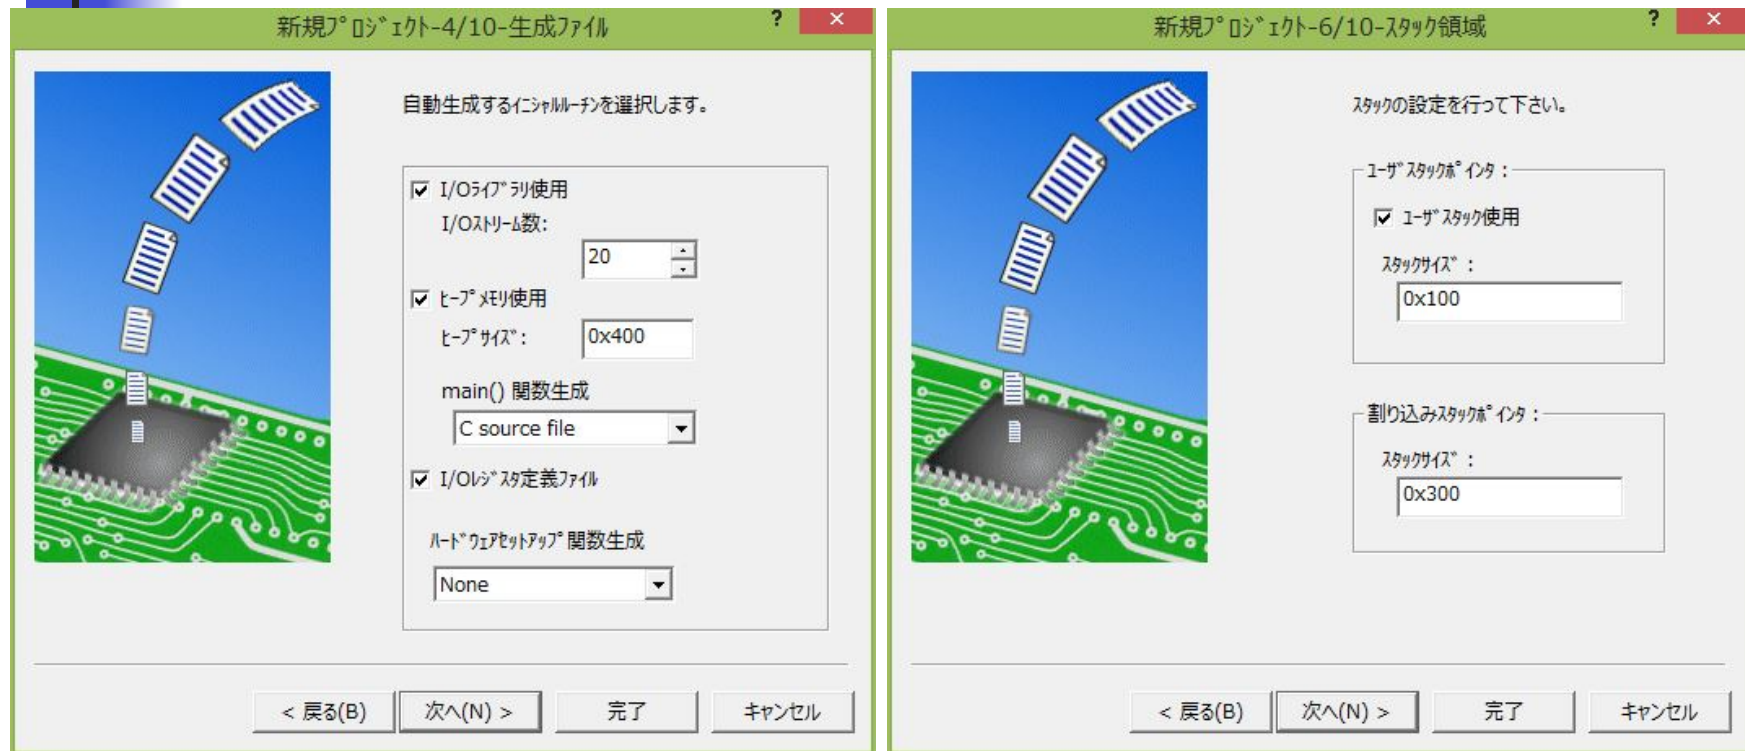 新規ﾌﾟﾛｼﾞｪｸﾄ-4/10-生成ﾌｧｲﾙ
?
×
自動生成するｲﾆｼｬﾙﾙｰﾁﾝを選択します。
I/Oﾗｲﾌﾞﾗﾘ使用
I/Oｽﾄﾘｰﾑ数:
20
ﾋｰﾌﾟﾒﾓﾘ使用
ﾋｰﾌﾟｻｲｽﾞ:
0x400
main() 関数生成
C source file
I/Oﾚｼﾞｽﾀ定義ﾌｧｲﾙ
ﾊｰﾄﾞｳｪｱｾｯﾄｱｯﾌﾟ関数生成
None
< 戻る(B)
次へ(N) >
完了
キャンセル
新規ﾌﾟﾛｼﾞｪｸﾄ-6/10-ｽﾀｯｸ領域
?
×
ｽﾀｯｸの設定を行って下さい。
ﾕｰｻﾞｽﾀｯｸﾎﾟｲﾝﾀ:
ﾕｰｻﾞｽﾀｯｸ使用
ｽﾀｯｸｻｲｽﾞ:
0x100
割り込みｽﾀｯｸﾎﾟｲﾝﾀ:
ｽﾀｯｸｻｲｽﾞ:
0x300
< 戻る(B)
次へ(N) >
完了
キャンセル